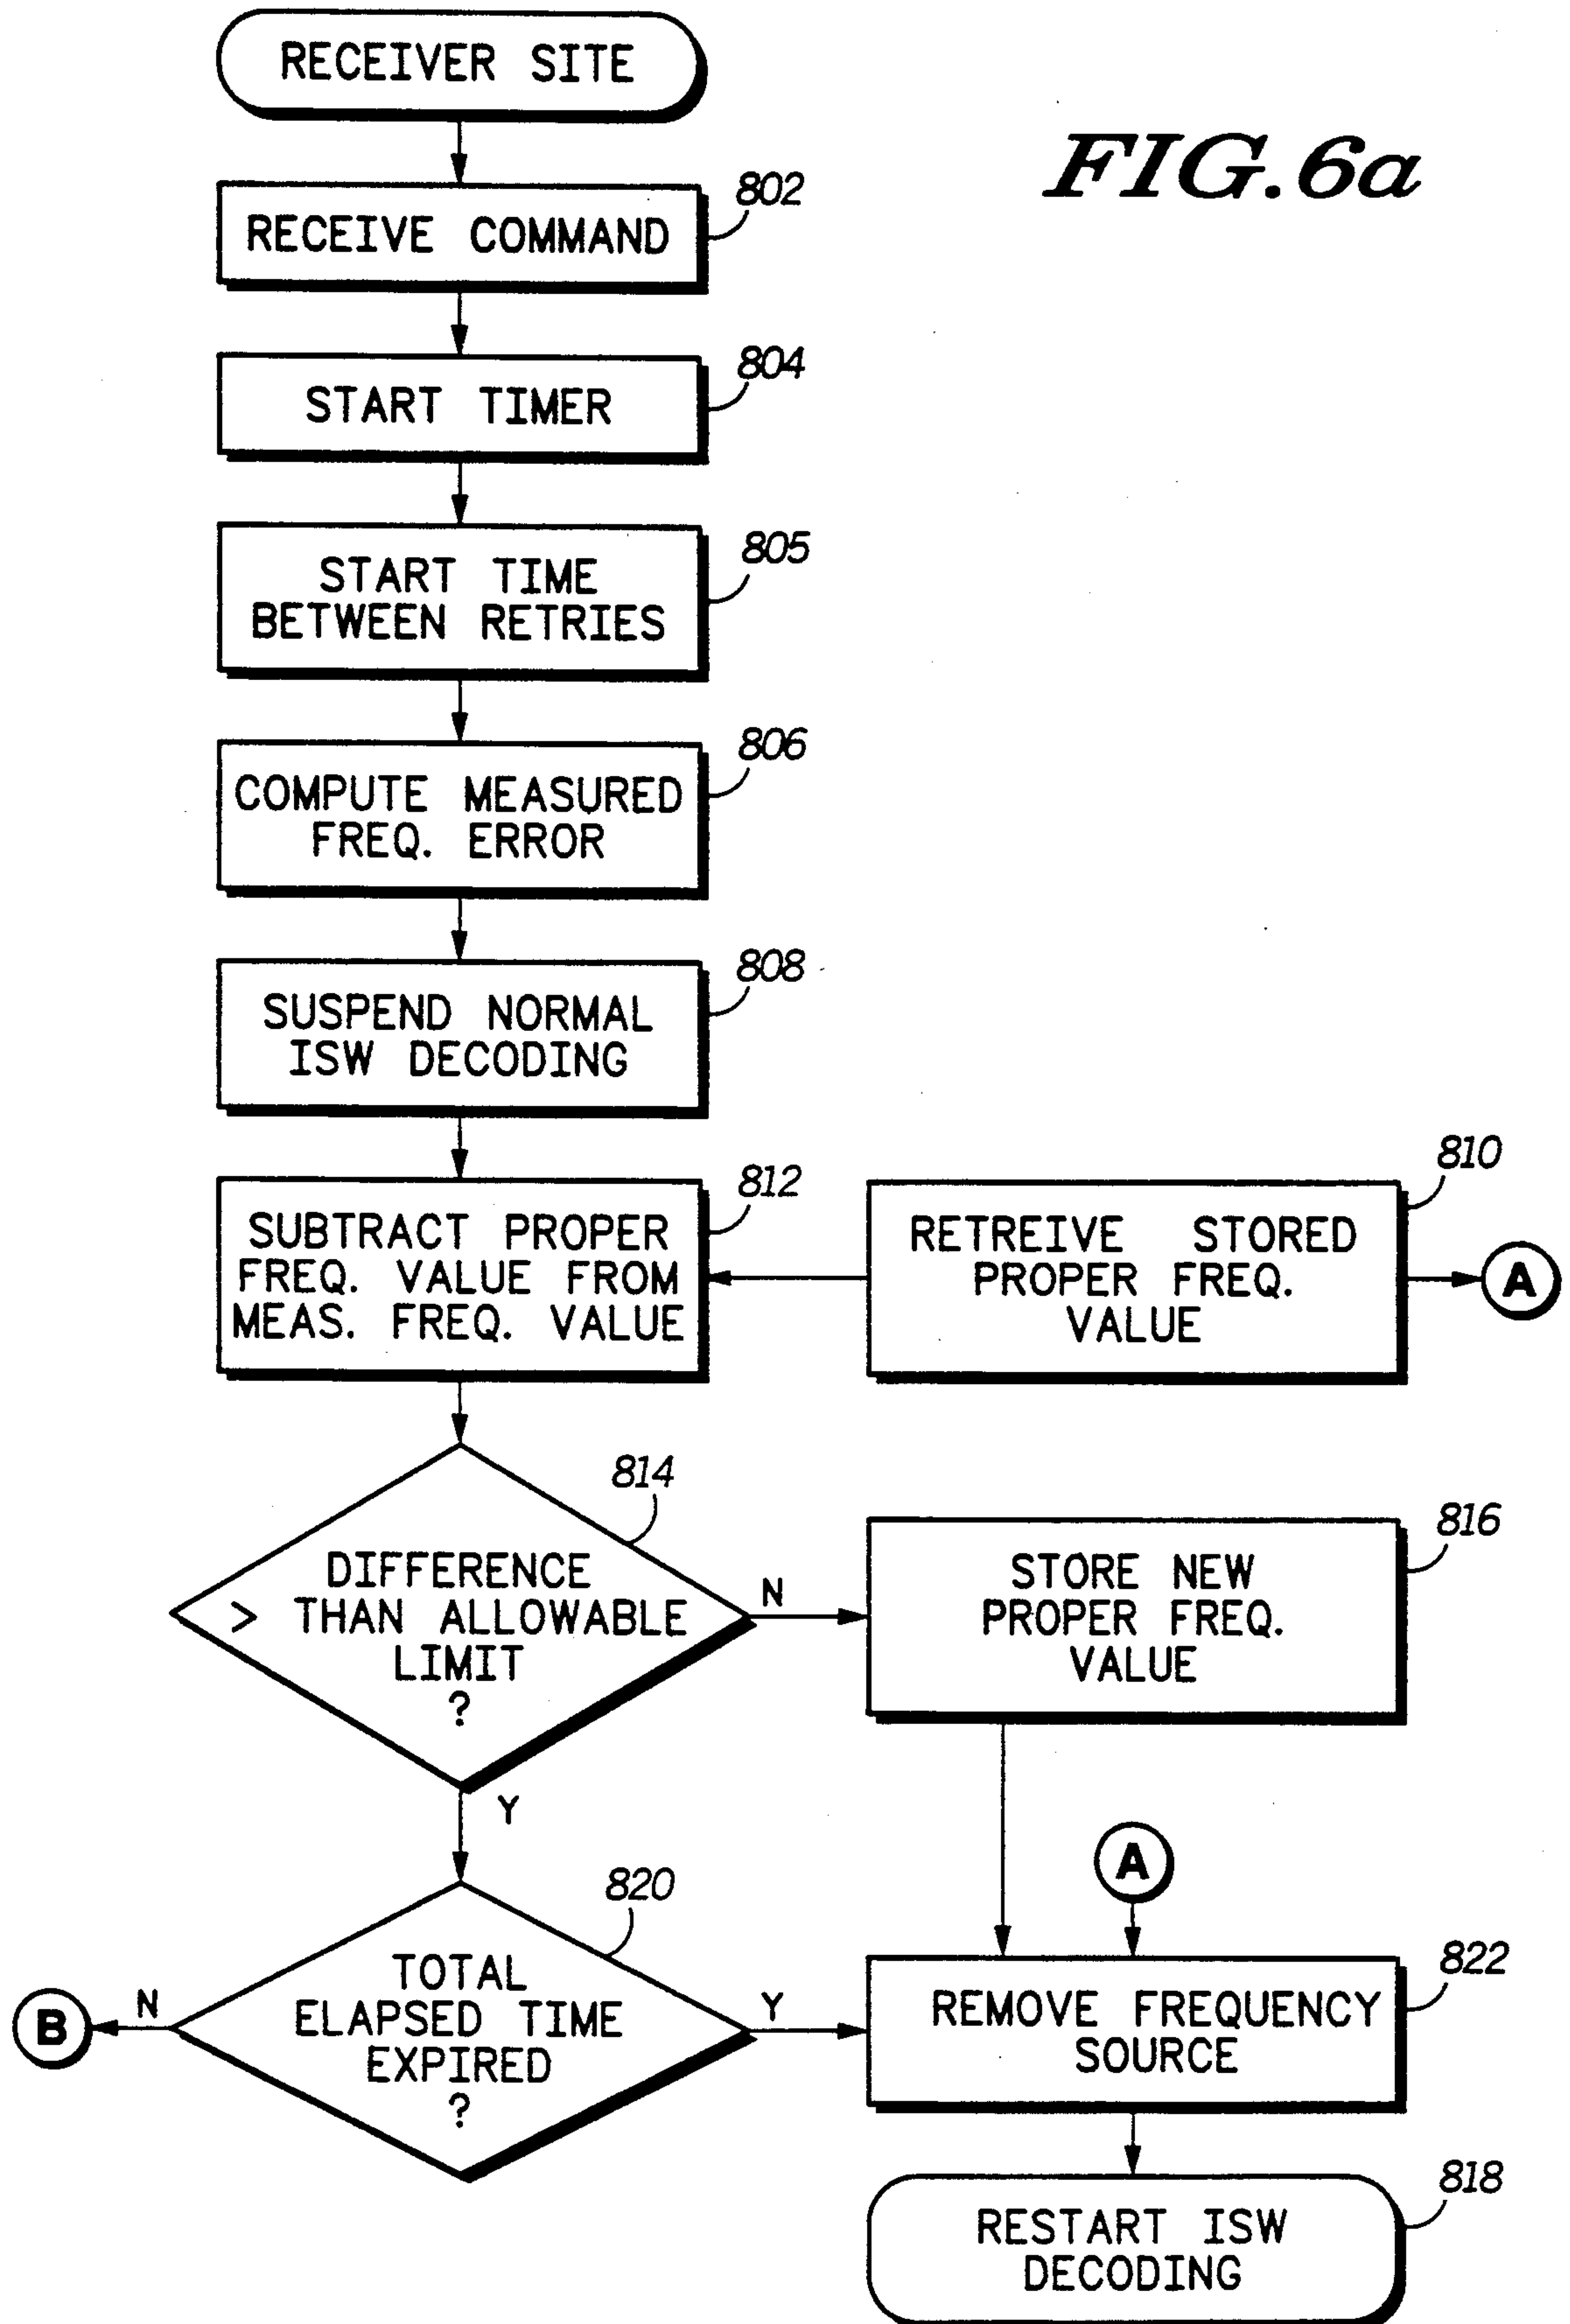 RECEIVER SITE
FIG.6a
802
RECEIVE COMMAND
804
START TIMER
805
START TIME
BETWEEN RETRIES
806
COMPUTE MEASURED
FREQ. ERROR
808
SUSPEND NORMAL
ISW DECODING
812
SUBTRACT PROPER
FREQ. VALUE FROM
MEAS. FREQ. VALUE
810
RETREIVE STORED
PROPER FREQ.
VALUE
A
814
DIFFERENCE
> THAN ALLOWABLE
LIMIT
?
N
Y
816
STORE NEW
PROPER FREQ.
VALUE
A
820
TOTAL
ELAPSED TIME
EXPIRED
?
N
B
Y
822
REMOVE FREQUENCY
SOURCE
818
RESTART ISW
DECODING